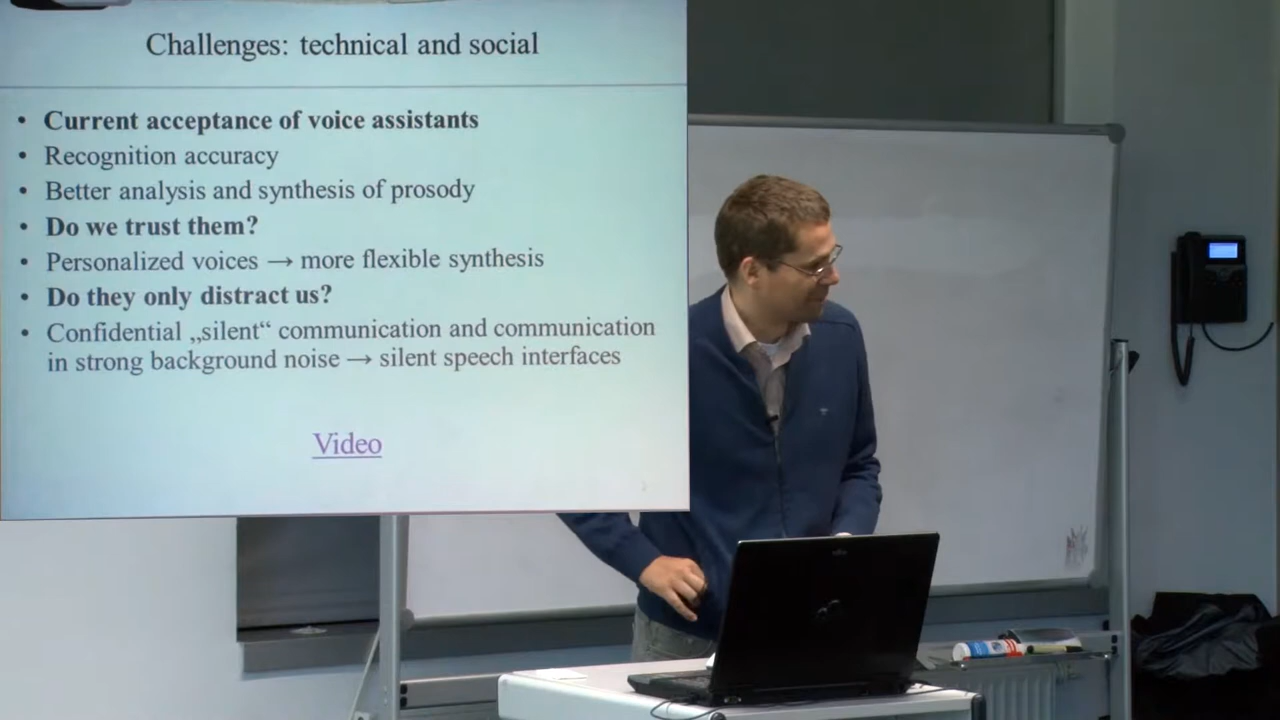 Challenges: technical and social
• Current acceptance of voice assistants
• Recognition accuracy
• Better analysis and synthesis of prosody
• Do we trust them?
• Personalized voices → more flexible synthesis
• Do they only distract us?
• Confidential „silent“ communication and communication
in strong background noise → silent speech interfaces
Video